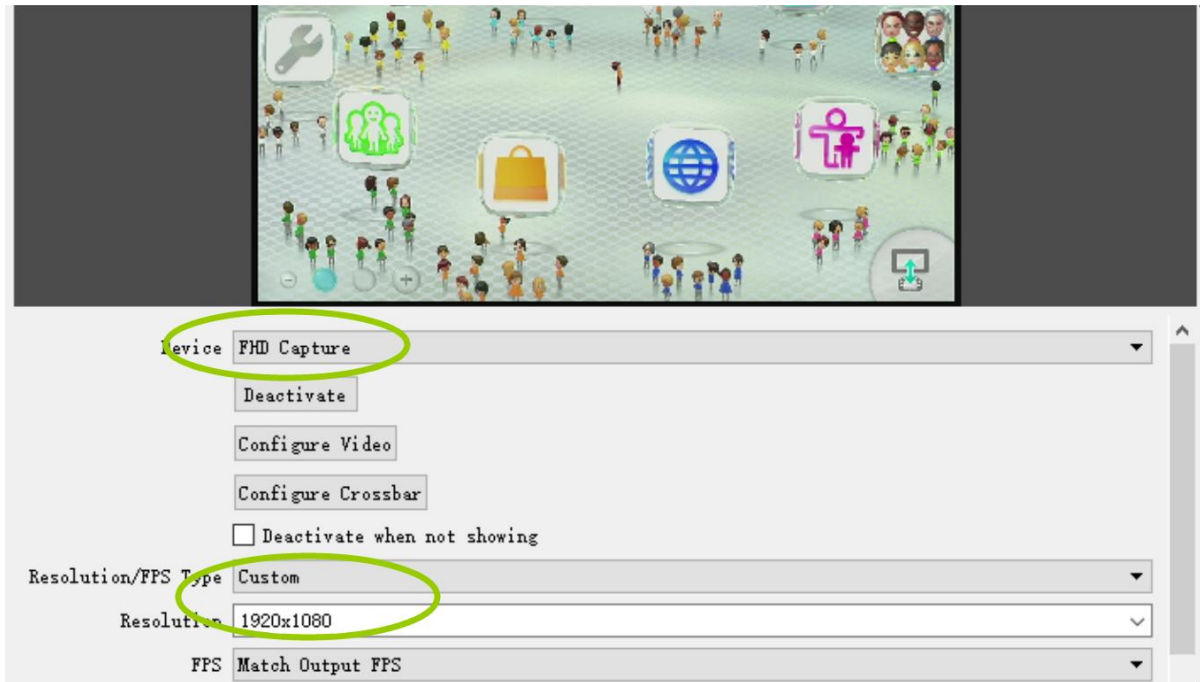 Device FHD Capture
Deactivate
Configure Video
Configure Crossbar
Deactivate when not showing
Resolution/FPS Type Custom
Resolution 1920x1080
FPS Match Output FPS